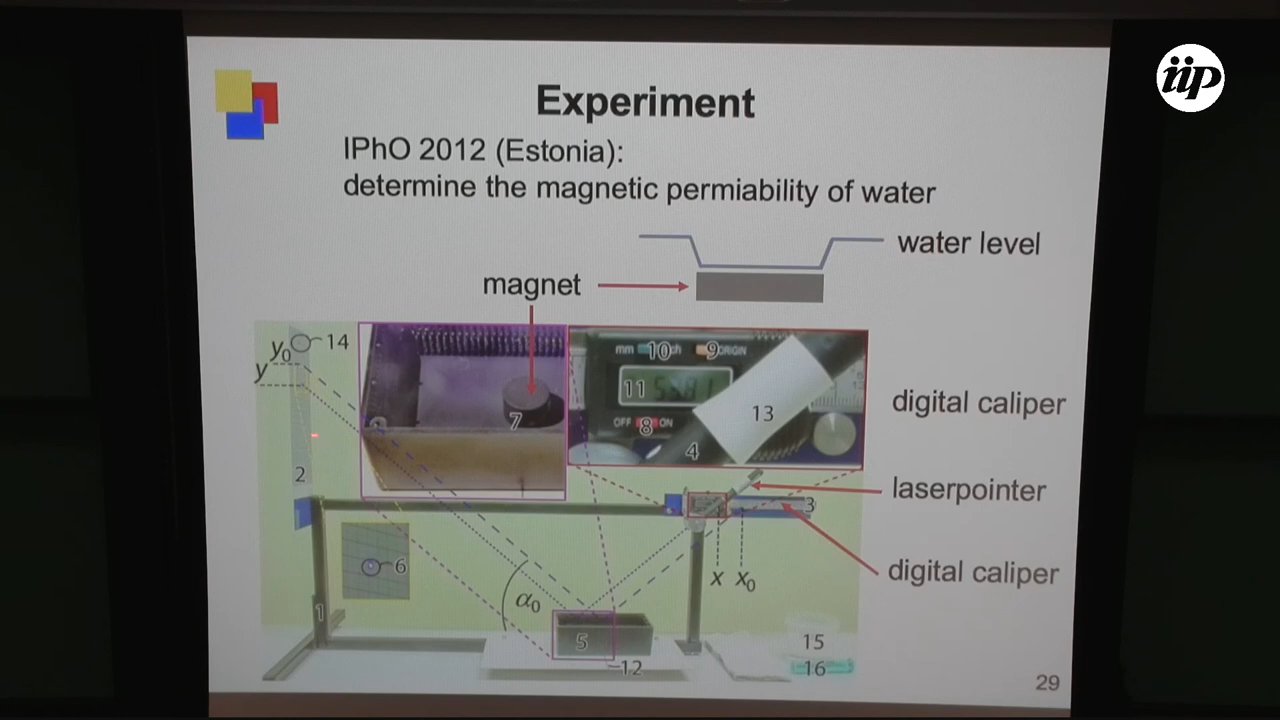 iip
Experiment
IPhO 2012 (Estonia):
determine the magnetic permiability of water
water level
magnet
y₀
14
y
mm
10
9
ORIGIN
11
7
13
OFF
8
ON
4
digital caliper
2
laserpointer
3
6
x
x₀
digital caliper
α₀
1
5
15
12
16
29